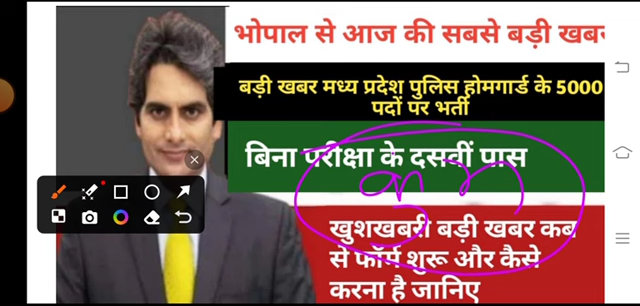 भोपाल से आज की सबसे बड़ी खबर
बड़ी खबर मध्य प्रदेश पुलिस होमगार्ड के 5000
पदों पर भर्ती
बिना परीक्षा के दसवीं पास
खुशखबरी बड़ी खबर कब
से फॉर्म शुरू और कैसे
करना है जानिए